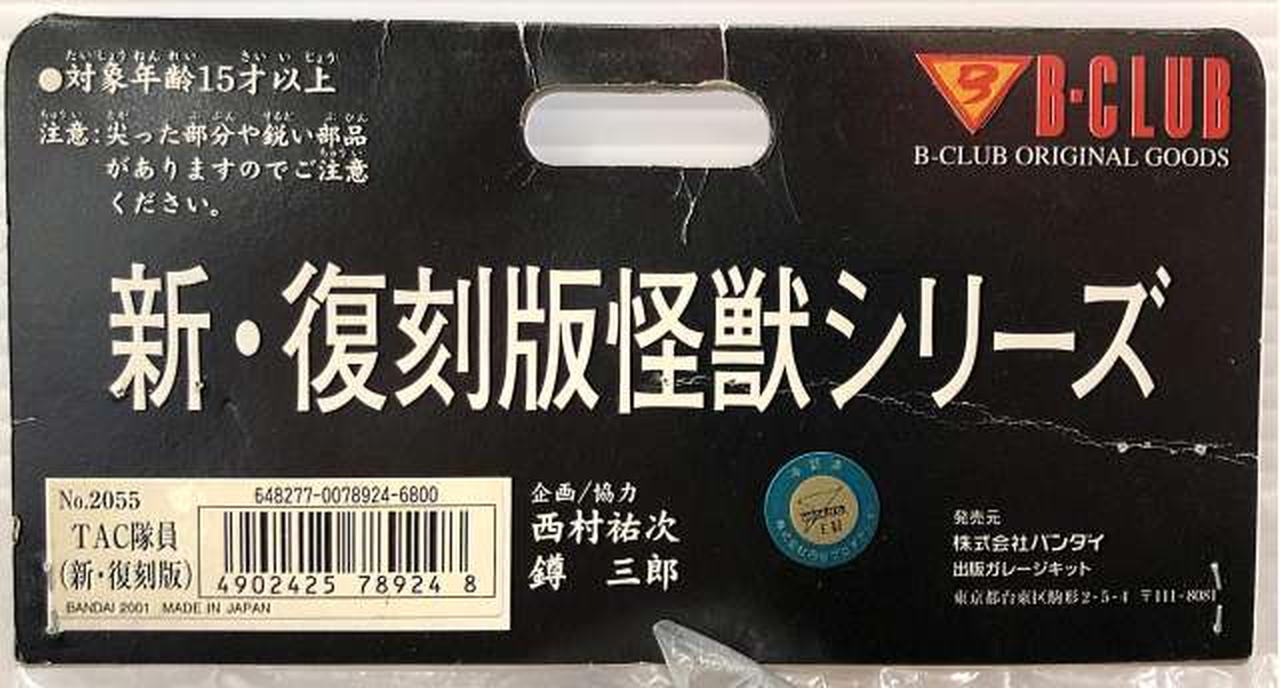 ●対象年齢15才以上
注意:尖った部分や鋭い部品
がありますのでご注意
ください。
B-CLUB
B-CLUB ORIGINAL GOODS
新・復刻版怪獣シリーズ
No.2055
TAC隊員
(新・復刻版)
648277-0078924-6800
4902425 78924 8
BANDAI 2001 MADE IN JAPAN
企画/協力
西村祐次
鐏 三郎
発売元
株式会社バンダイ
出版ガレージキット
東京都台東区駒形2-5-4 〒111-8081